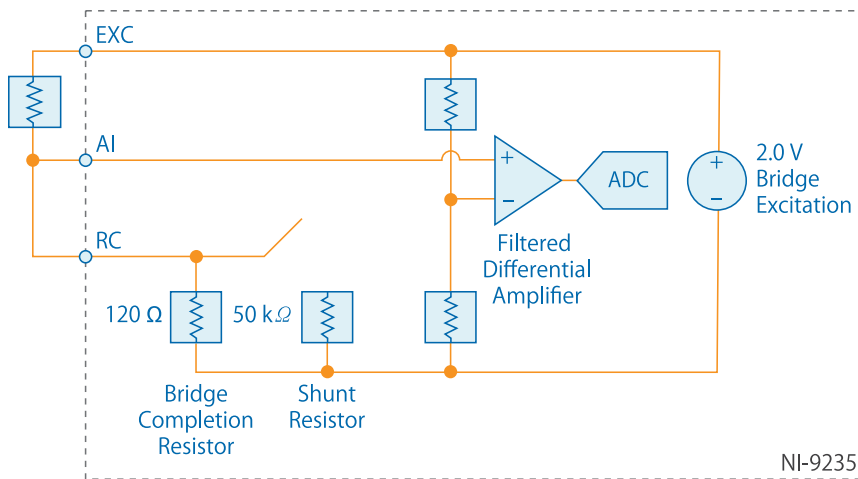 EXC
AI
RC
+
−
ADC
+
−
2.0 V
Bridge
Excitation
Filtered
Differential
Amplifier
120 Ω
50 kΩ
Bridge
Completion
Resistor
Shunt
Resistor
NI-9235